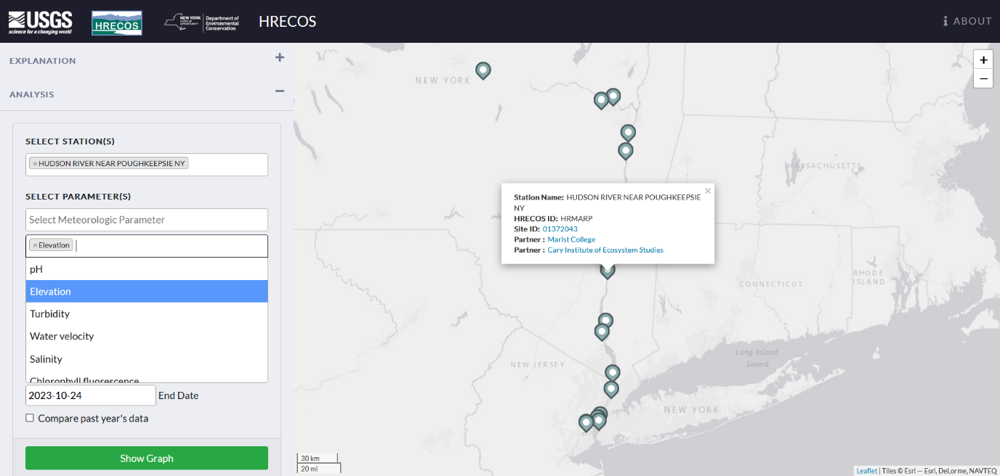 USGS
science for a changing world
HRECOS
NEW YORK
STATE OF
OPPORTUNITY
Department of
Environmental
Conservation
HRECOS
ABOUT
EXPLANATION
ANALYSIS
SELECT STATION(S)
× HUDSON RIVER NEAR POUGHKEEPSIE NY
SELECT PARAMETER(S)
Select Meteorologic Parameter
× Elevation
pH
Elevation
Turbidity
Water velocity
Salinity
Chlorophyll fluorescence
2023-10-24 End Date
Compare past year's data
Show Graph
NEW YORK
MASSACHUSETTS
Station Name: HUDSON RIVER NEAR POUGHKEEPSIE
NY
HRECOS ID: HRMARP
Site ID: 01372043
Partner : Marist College
Partner : Cary Institute of Ecosystem Studies
×
RHODE
ISLAND
CONNECTICUT
Long Island
Sound
NEW JERSEY
NEW YORK
+
−
30 km
20 mi
Leaflet | Tiles © Esri — Esri, DeLorme, NAVTEQ